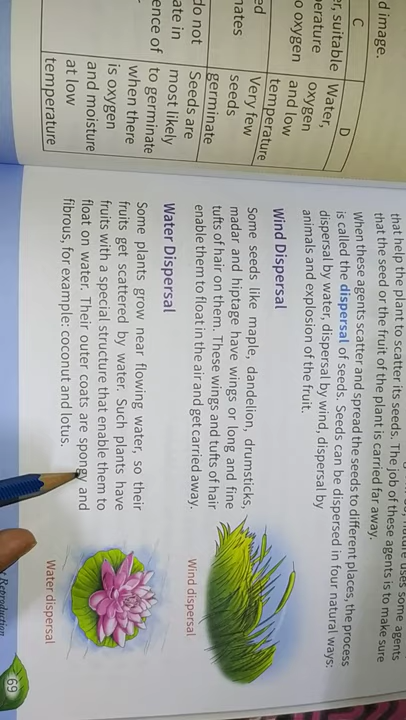 d image.
C D
er, suitable Water,
perature oxygen
o oxygen and low
temperature
ed Very few
nates seeds
germinate
do not Seeds are
ate in most likely
ence of to germinate
when there
is oxygen
and moisture
at low
temperature
uses some agents
that help the plant to scatter its seeds. The job of these agents is to make sure
that the seed or the fruit of the plant is carried far away.
When these agents scatter and spread the seeds to different places, the process
is called the dispersal of seeds. Seeds can be dispersed in four natural ways:
dispersal by water, dispersal by wind, dispersal by
animals and explosion of the fruit.
Wind Dispersal
Some seeds like maple, dandelion, drumsticks,
madar and hiptage have wings or long and fine
tufts of hair on them. These wings and tufts of hair
enable them to float in the air and get carried away.
Wind dispersal
Water Dispersal
Some plants grow near flowing water, so their
fruits get scattered by water. Such plants have
fruits with a special structure that enable them to
float on water. Their outer coats are spongy and
fibrous, for example: coconut and lotus.
Water dispersal
Reproduction
69